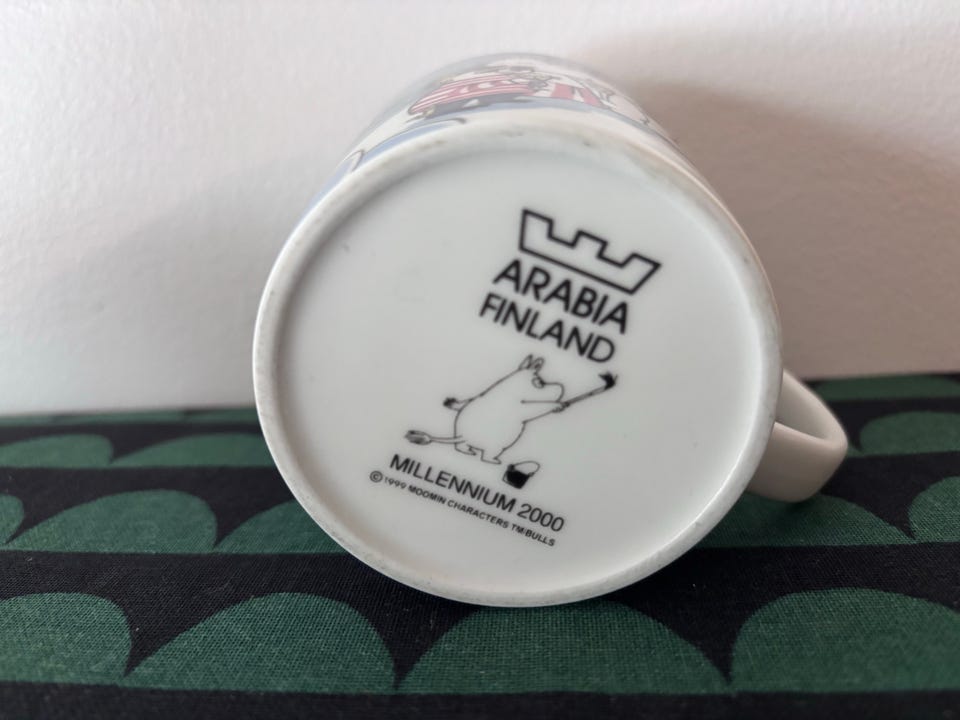 ARABIA
FINLAND
MILLENNIUM 2000
© 1999 MOOMIN CHARACTERS TM-BULLS